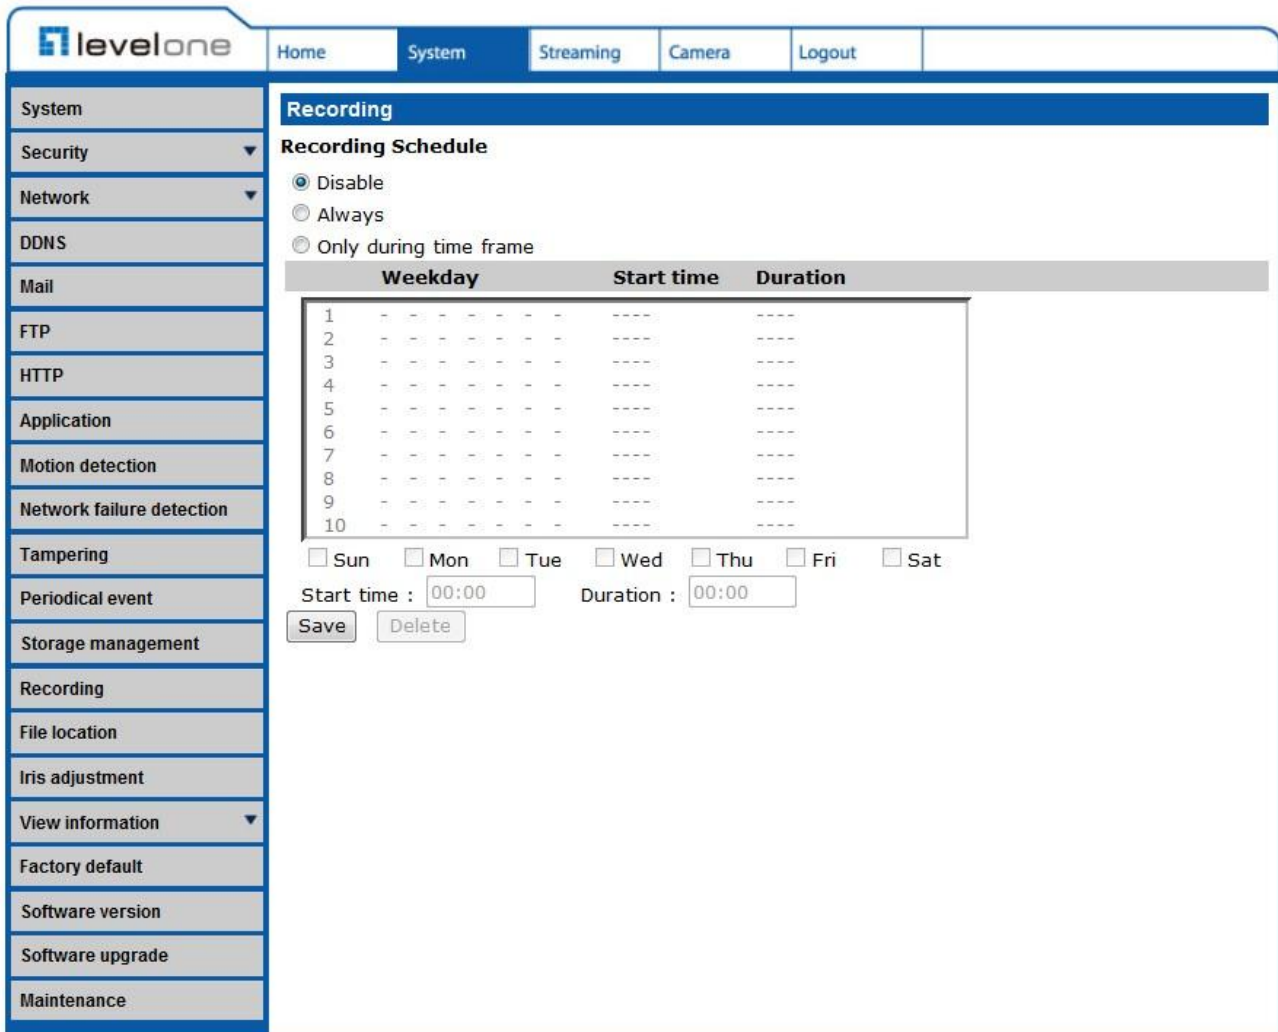 levelone
Home System Streaming Camera Logout
System
Security
Network
DDNS
Mail
FTP
HTTP
Application
Motion detection
Network failure detection
Tampering
Periodical event
Storage management
Recording
File location
Iris adjustment
View information
Factory default
Software version
Software upgrade
Maintenance
Recording
Recording Schedule
Disable
Always
Only during time frame
Weekday Start time Duration
1 - - - - - - - ---- ----
2 - - - - - - - ---- ----
3 - - - - - - - ---- ----
4 - - - - - - - ---- ----
5 - - - - - - - ---- ----
6 - - - - - - - ---- ----
7 - - - - - - - ---- ----
8 - - - - - - - ---- ----
9 - - - - - - - ---- ----
10 - - - - - - - ---- ----
Sun Mon Tue Wed Thu Fri Sat
Start time : 00:00 Duration : 00:00
Save Delete